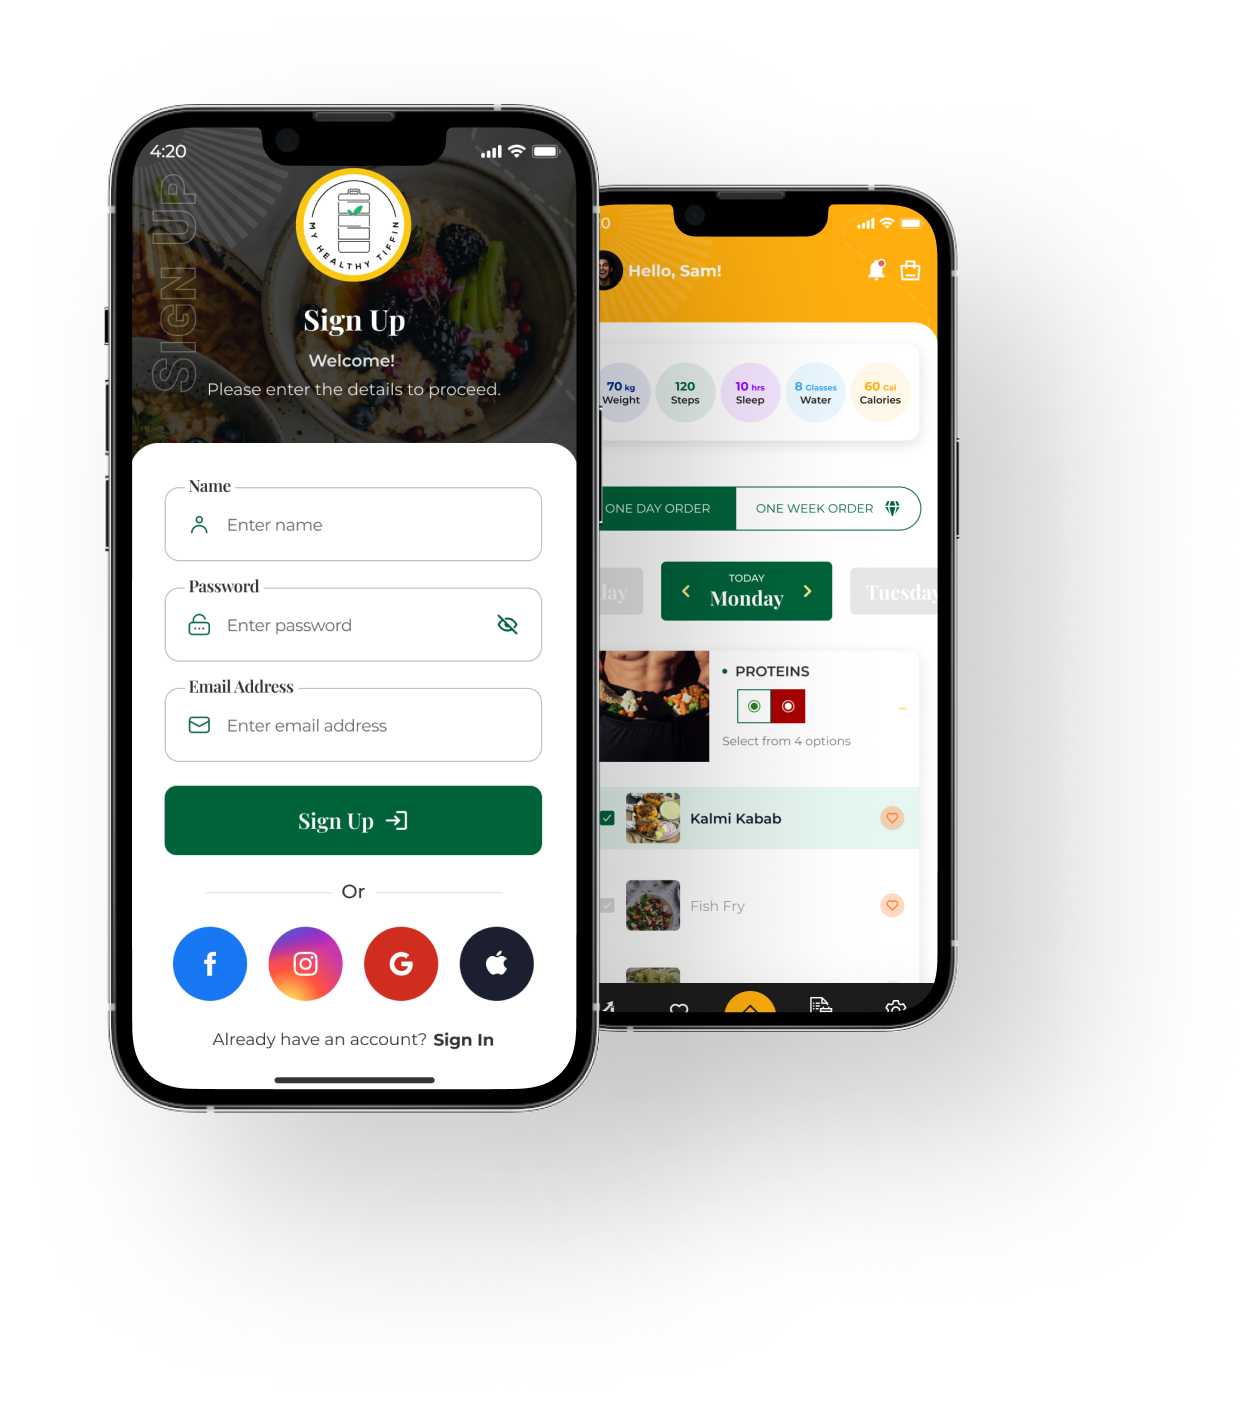 4:20
SIGN UP
MY HEALTHY TIFFIN
Sign Up
Welcome!
Please enter the details to proceed.
Name
Enter name
Password
Enter password
Email Address
Enter email address
Sign Up
Or
Already have an account? Sign In
0
Hello, Sam!
70 kg
Weight
120
Steps
10 hrs
Sleep
8 Glasses
Water
60 Cal
Calories
ONE DAY ORDER
ONE WEEK ORDER
day
TODAY
Monday
Tuesday
PROTEINS
Select from 4 options
Kalmi Kabab
Fish Fry